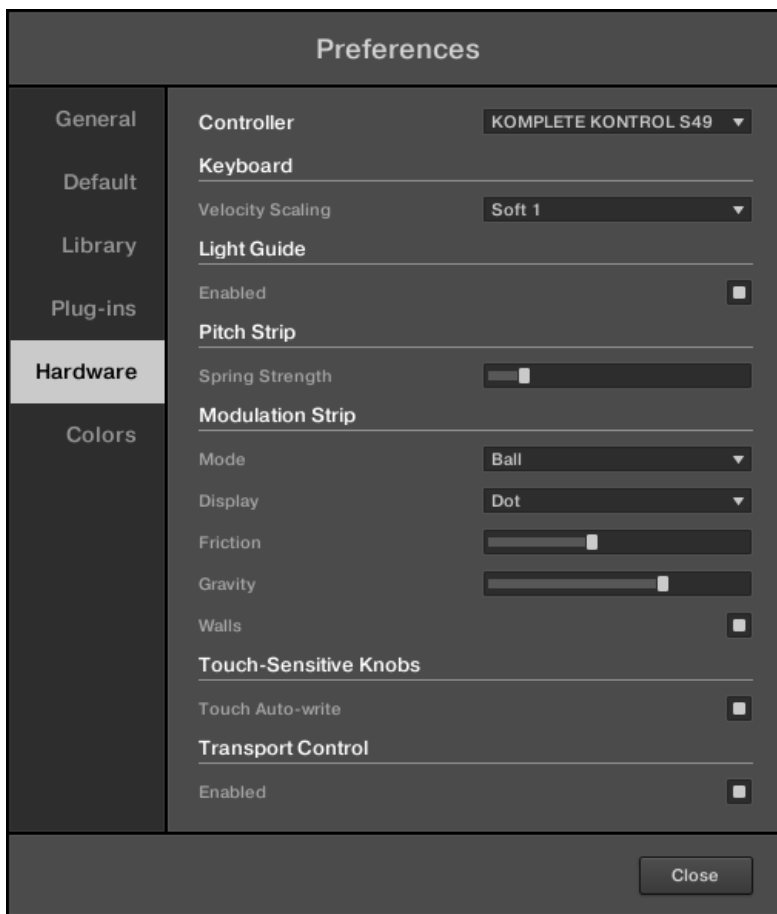 Preferences
General
Default
Library
Plug-ins
Hardware
Colors
Controller KOMPLETE KONTROL S49
Keyboard
Velocity Scaling Soft 1
Light Guide
Enabled
Pitch Strip
Spring Strength
Modulation Strip
Mode Ball
Display Dot
Friction
Gravity
Walls
Touch-Sensitive Knobs
Touch Auto-write
Transport Control
Enabled
Close